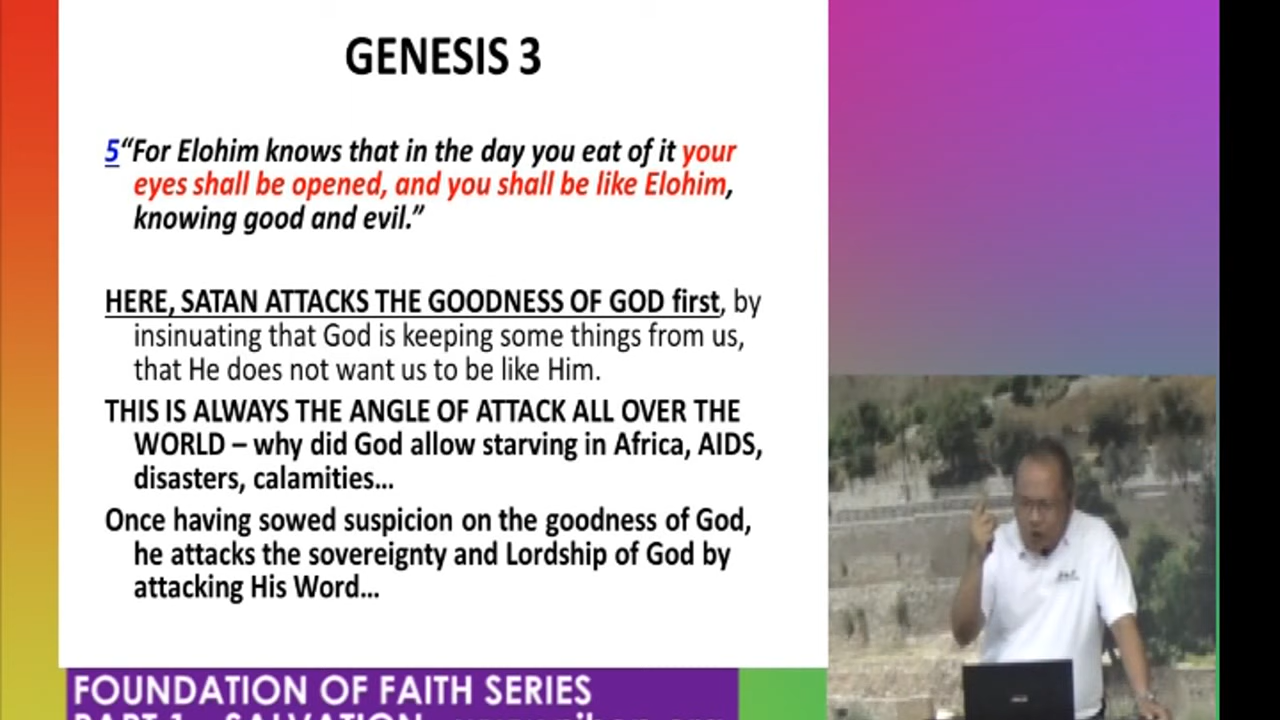 GENESIS 3
5“For Elohim knows that in the day you eat of it your
eyes shall be opened, and you shall be like Elohim,
knowing good and evil.”
HERE, SATAN ATTACKS THE GOODNESS OF GOD first, by
insinuating that God is keeping some things from us,
that He does not want us to be like Him.
THIS IS ALWAYS THE ANGLE OF ATTACK ALL OVER THE
WORLD – why did God allow starving in Africa, AIDS,
disasters, calamities...
Once having sowed suspicion on the goodness of God,
he attacks the sovereignty and Lordship of God by
attacking His Word...
FOUNDATION OF FAITH SERIES
PART 1 - SALVATION